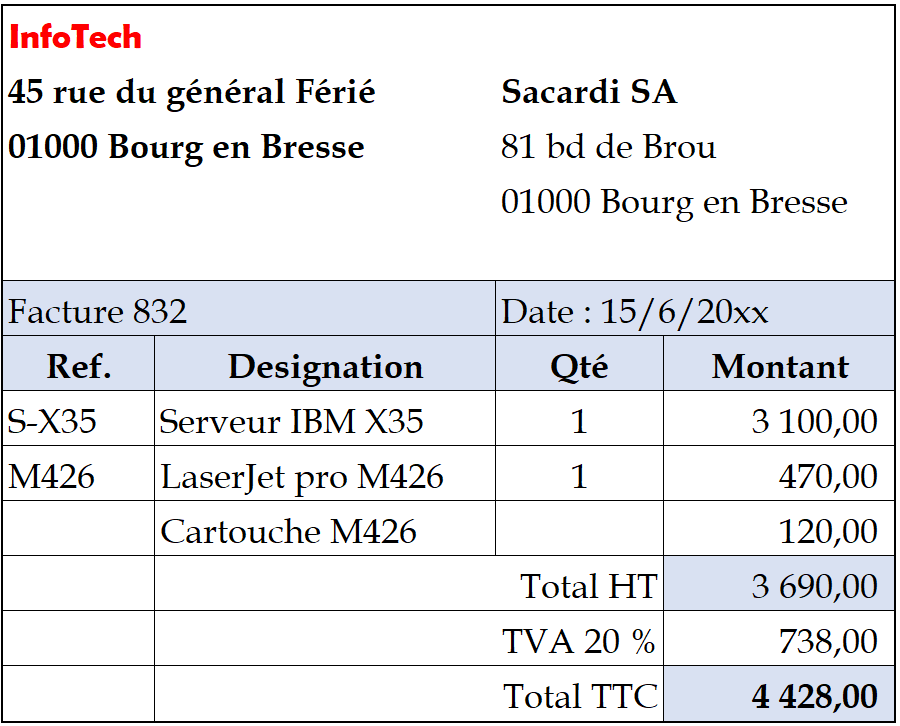 InfoTech
45 rue du général Férié Sacardi SA
01000 Bourg en Bresse 81 bd de Brou
01000 Bourg en Bresse
Facture 832 Date : 15/6/20xx
Ref. Designation Qté Montant
S-X35 Serveur IBM X35 1 3 100,00
M426 LaserJet pro M426 1 470,00
Cartouche M426 120,00
Total HT 3 690,00
TVA 20 % 738,00
Total TTC 4 428,00